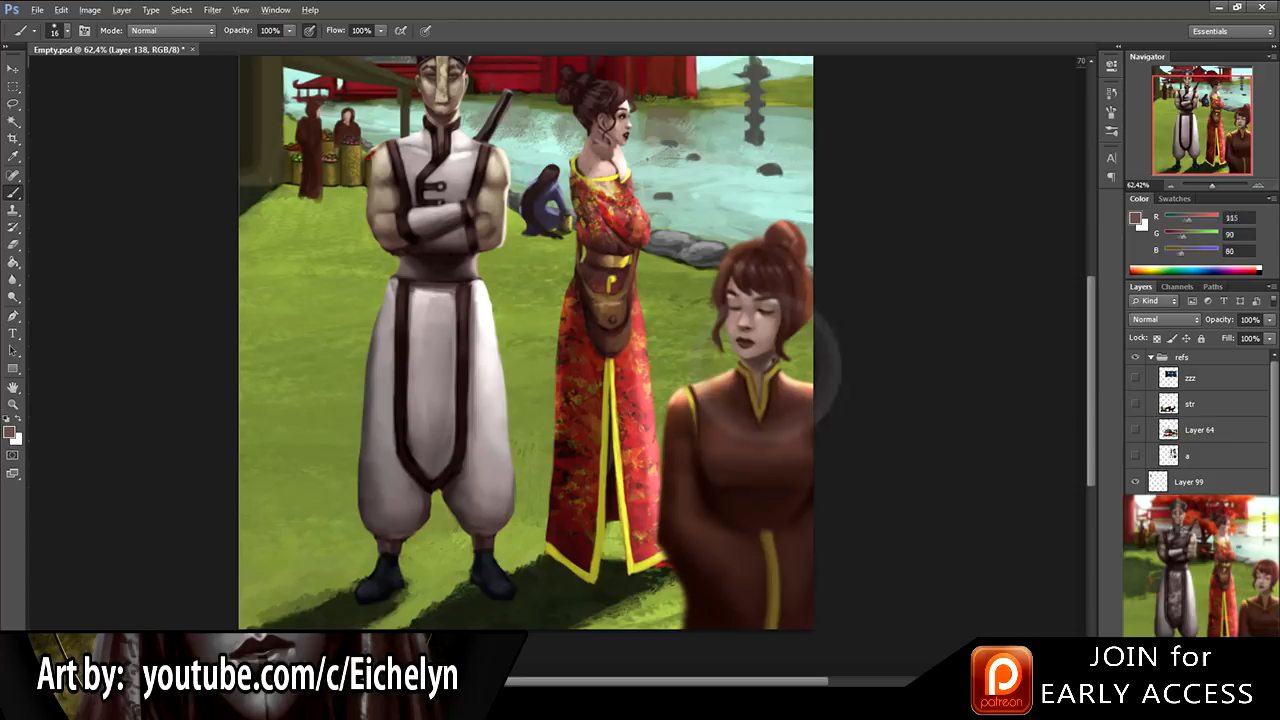 Ps File Edit Image Layer Type Select Filter View Window Help
16 Mode: Normal Opacity: 100% Flow: 100% Essentials
Empty.psd @ 62,4% (Layer 138, RGB/8) * ×
70
Navigator
62,42%
Color Swatches
R 115
G 90
B 80
Layers Channels Paths
Kind
Normal Opacity: 100%
Lock: Fill: 100%
refs
zzz
str
Layer 64
a
Layer 99
Art by: youtube.com/c/Eichelyn
patreon
JOIN for
EARLY ACCESS